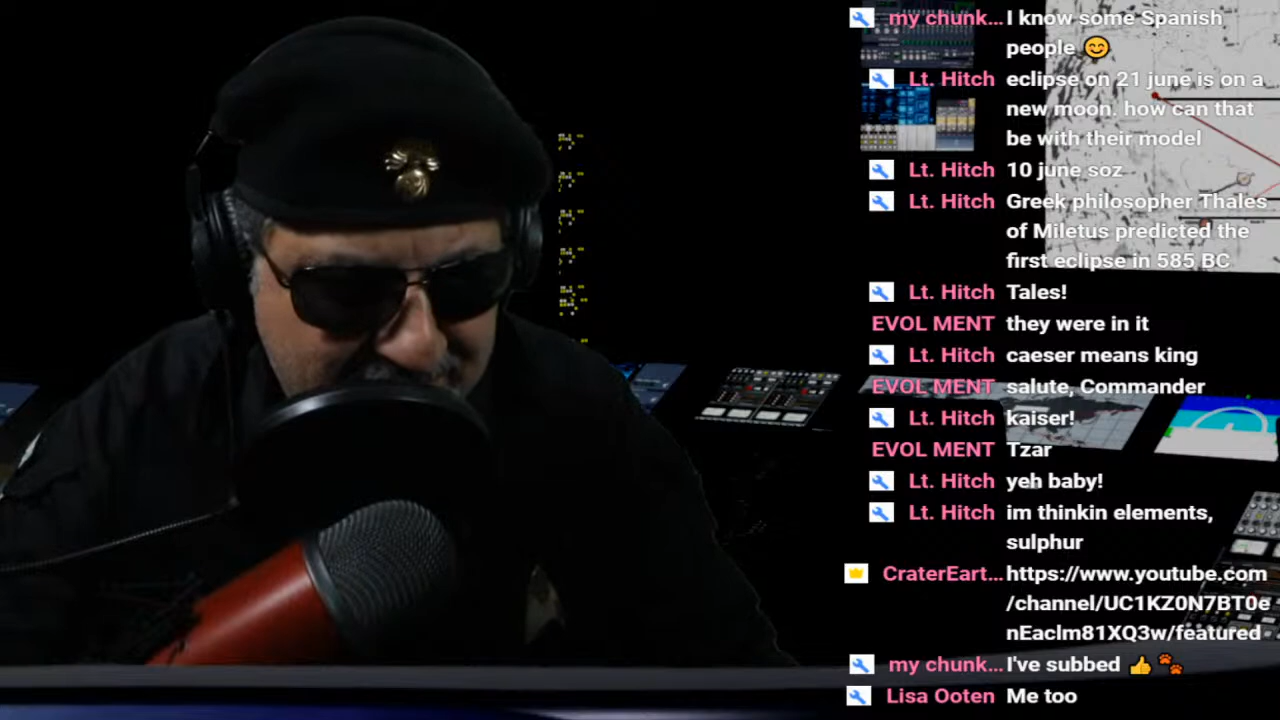 my chunk... I know some Spanish
people 😊
Lt. Hitch eclipse on 21 june is on a
new moon. how can that
be with their model
Lt. Hitch 10 june soz
Lt. Hitch Greek philosopher Thales
of Miletus predicted the
first eclipse in 585 BC
Lt. Hitch Tales!
EVOL MENT they were in it
Lt. Hitch caeser means king
EVOL MENT salute, Commander
Lt. Hitch kaiser!
EVOL MENT Tzar
Lt. Hitch yeh baby!
Lt. Hitch im thinkin elements,
sulphur
CraterEart... https://www.youtube.com
/channel/UC1KZ0N7BT0e
nEaclm81XQ3w/featured
my chunk... I've subbed 👍 🐾
Lisa Ooten Me too